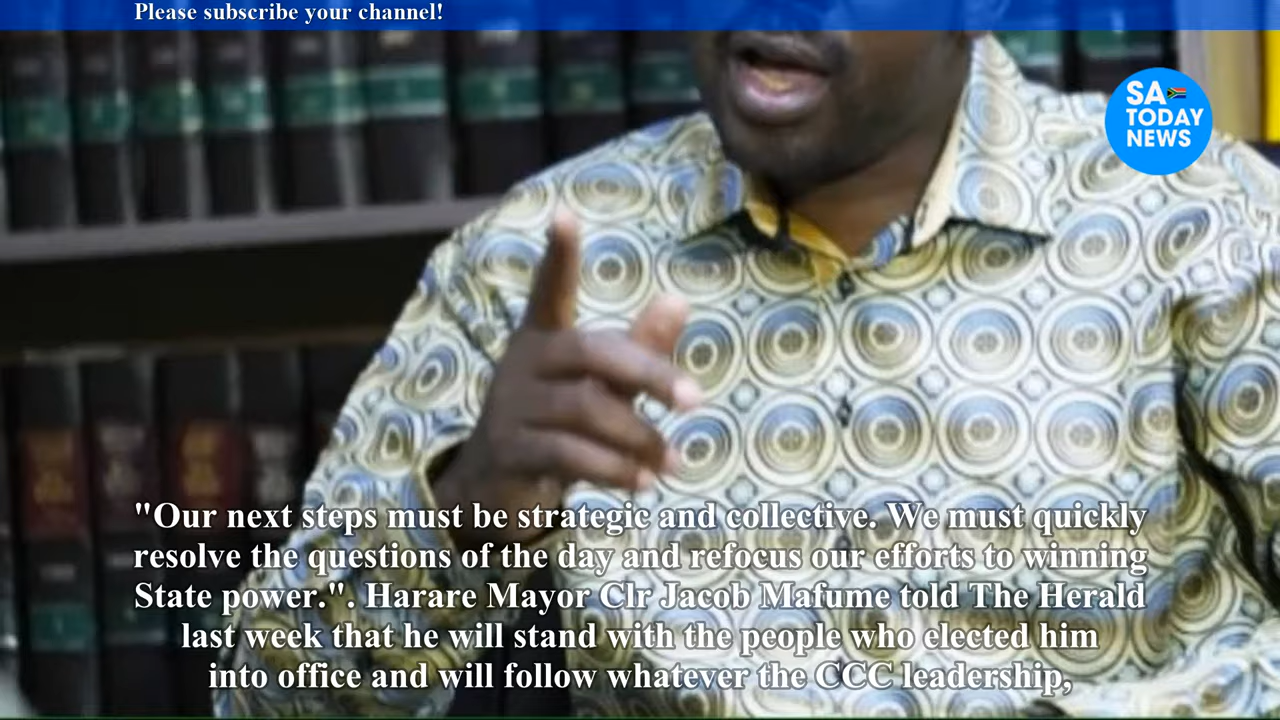 Please subscribe your channel!
SA
TODAY
NEWS
"Our next steps must be strategic and collective. We must quickly
resolve the questions of the day and refocus our efforts to winning
State power.". Harare Mayor Clr Jacob Mafume told The Herald
last week that he will stand with the people who elected him
into office and will follow whatever the CCC leadership,